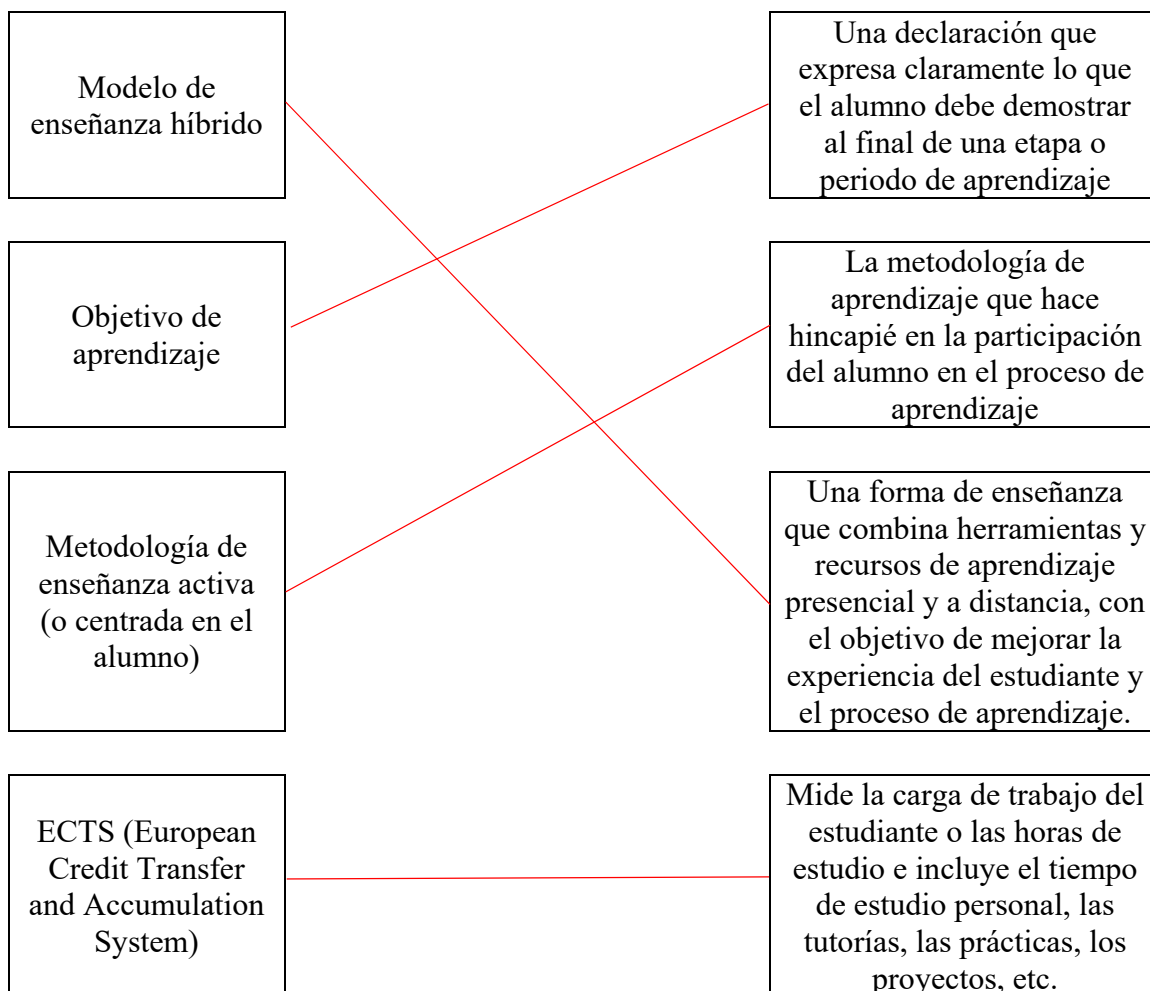 Modelo de
enseñanza híbrido
Una declaración que
expresa claramente lo que
el alumno debe demostrar
al final de una etapa o
periodo de aprendizaje
Objetivo de
aprendizaje
La metodología de
aprendizaje que hace
hincapié en la participación
del alumno en el proceso de
aprendizaje
Metodología de
enseñanza activa
(o centrada en el
alumno)
Una forma de enseñanza
que combina herramientas y
recursos de aprendizaje
presencial y a distancia, con
el objetivo de mejorar la
experiencia del estudiante y
el proceso de aprendizaje.
ECTS (European
Credit Transfer
and Accumulation
System)
Mide la carga de trabajo del
estudiante o las horas de
estudio e incluye el tiempo
de estudio personal, las
tutorías, las prácticas, los
proyectos, etc.